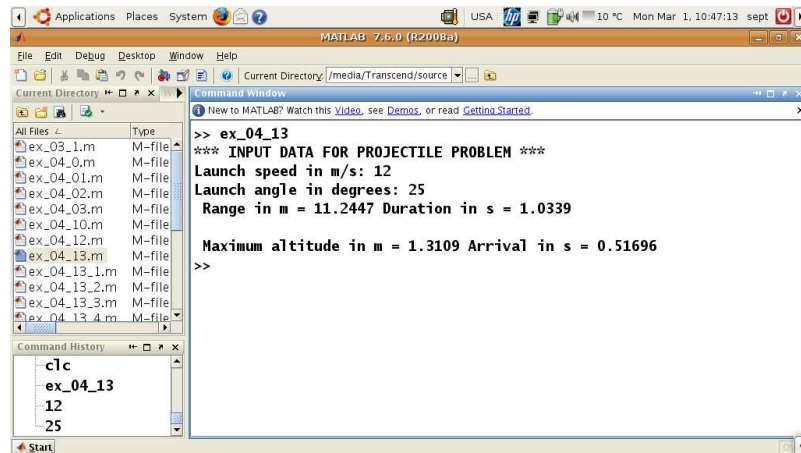 Applications Places System USA 10 °C Mon Mar 1, 10:47:13 sept
MATLAB 7.6.0 (R2008a)
File Edit Debug Desktop Window Help
Current Directory: /media/Transcend/source
Current Directory
All Files Type
ex_03_1.m M-file
ex_04_0.m M-file
ex_04_01.m M-file
ex_04_02.m M-file
ex_04_03.m M-file
ex_04_10.m M-file
ex_04_12.m M-file
ex_04_13.m M-file
ex_04_13_1.m M-file
ex_04_13_2.m M-file
ex_04_13_3.m M-file
ex_04_13_4.m M-file
Command History
clc
ex_04_13
12
25
Command Window
New to MATLAB? Watch this Video, see Demos, or read Getting Started.
>> ex_04_13
*** INPUT DATA FOR PROJECTILE PROBLEM ***
Launch speed in m/s: 12
Launch angle in degrees: 25
Range in m = 11.2447 Duration in s = 1.0339
Maximum altitude in m = 1.3109 Arrival in s = 0.51696
>>
Start